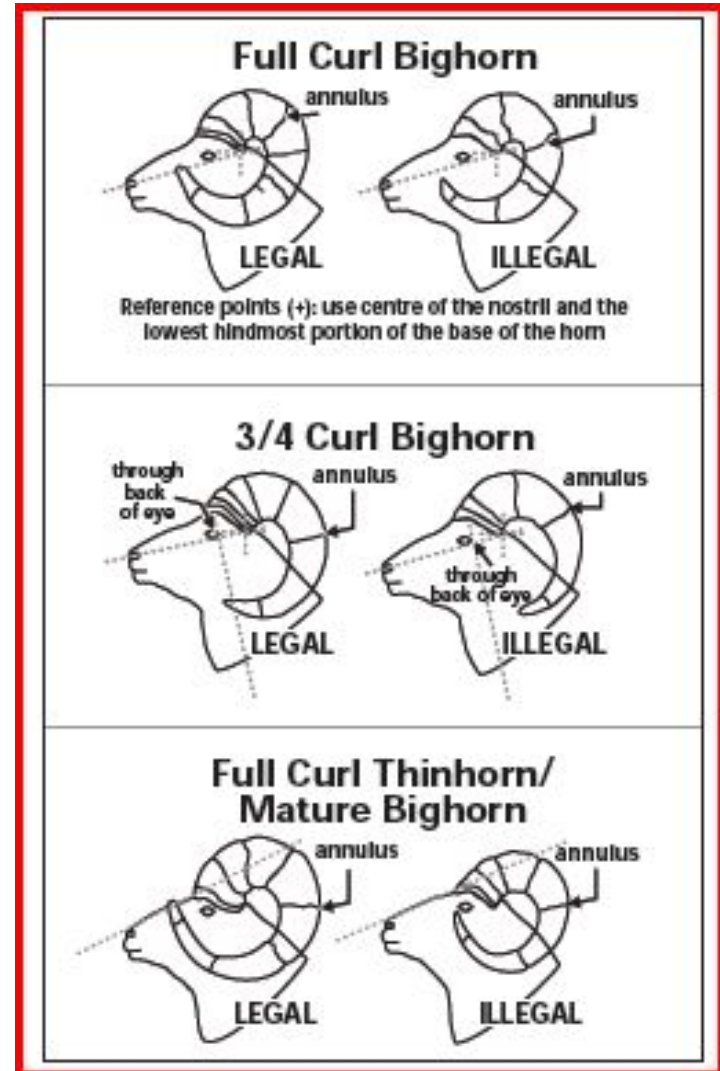 Full Curl Bighorn
annulus
annulus
LEGAL
ILLEGAL
Reference points (+): use centre of the nostril and the
lowest hindmost portion of the base of the horn
3/4 Curl Bighorn
through
back
of eye
annulus
annulus
through
back of eye
LEGAL
ILLEGAL
Full Curl Thinhorn/
Mature Bighorn
annulus
annulus
LEGAL
ILLEGAL